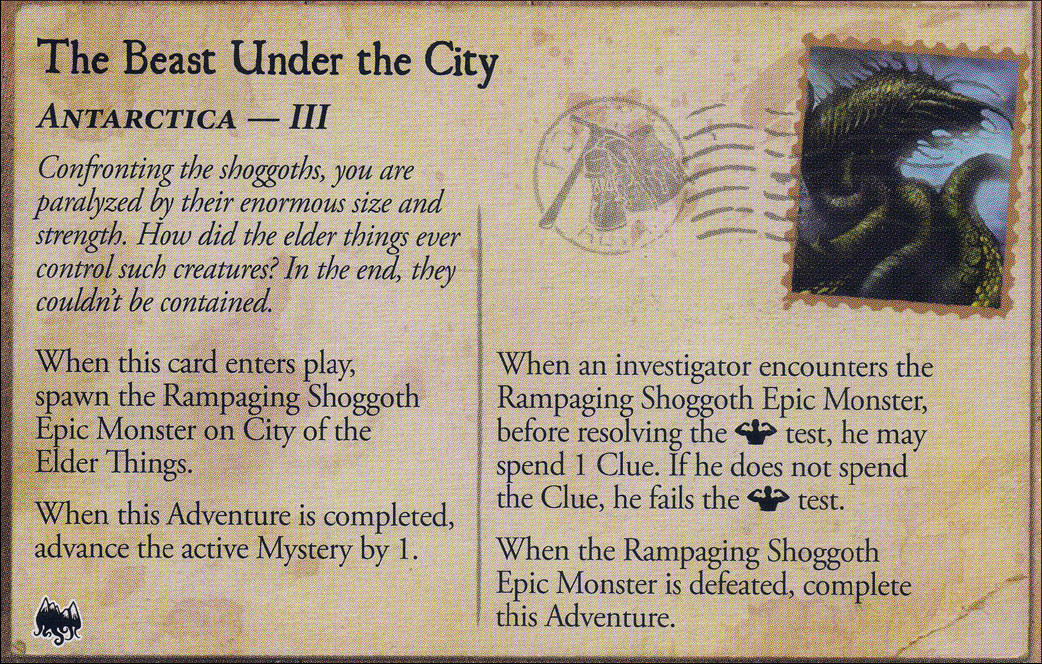 The Beast Under the City
Antarctica — III
Confronting the shoggoths, you are
paralyzed by their enormous size and
strength. How did the elder things ever
control such creatures? In the end, they
couldn't be contained.
When this card enters play,
spawn the Rampaging Shoggoth
Epic Monster on City of the
Elder Things.
When this Adventure is completed,
advance the active Mystery by 1.
When an investigator encounters the
Rampaging Shoggoth Epic Monster,
before resolving the test, he may
spend 1 Clue. If he does not spend
the Clue, he fails the test.
When the Rampaging Shoggoth
Epic Monster is defeated, complete
this Adventure.